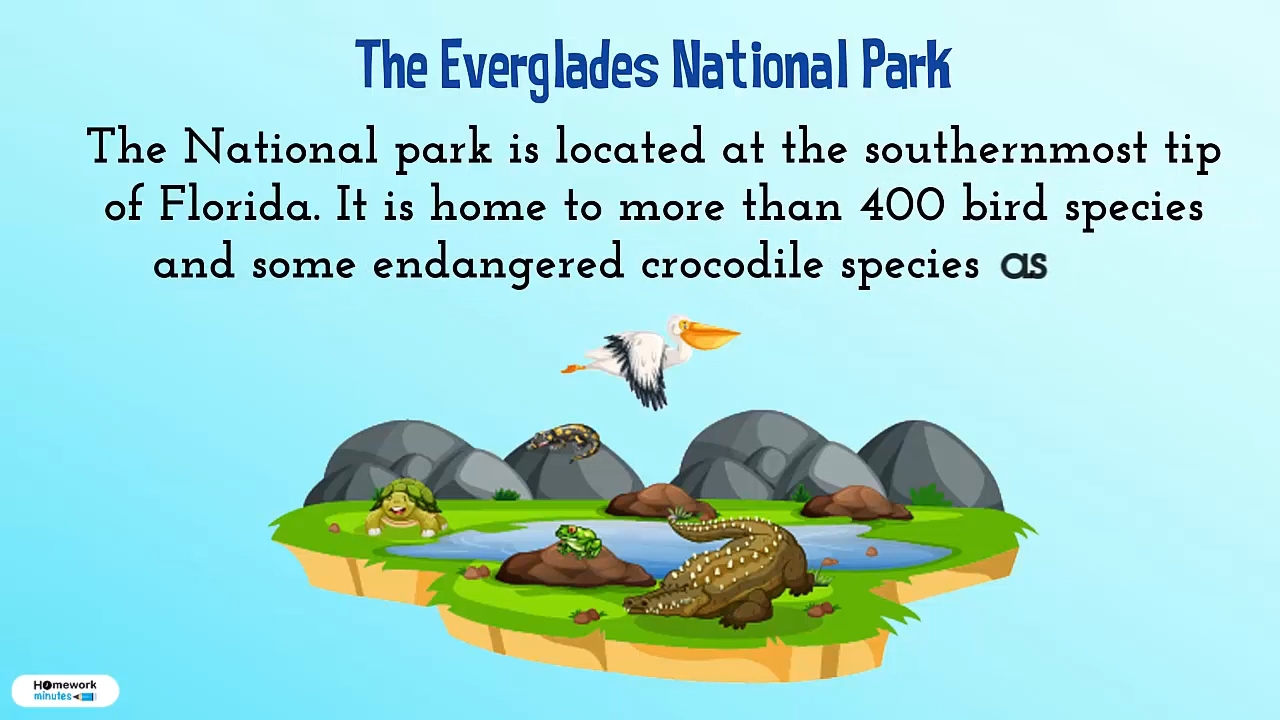 The Everglades National Park
The National park is located at the southernmost tip
of Florida. It is home to more than 400 bird species
and some endangered crocodile species as
Homework
minutes